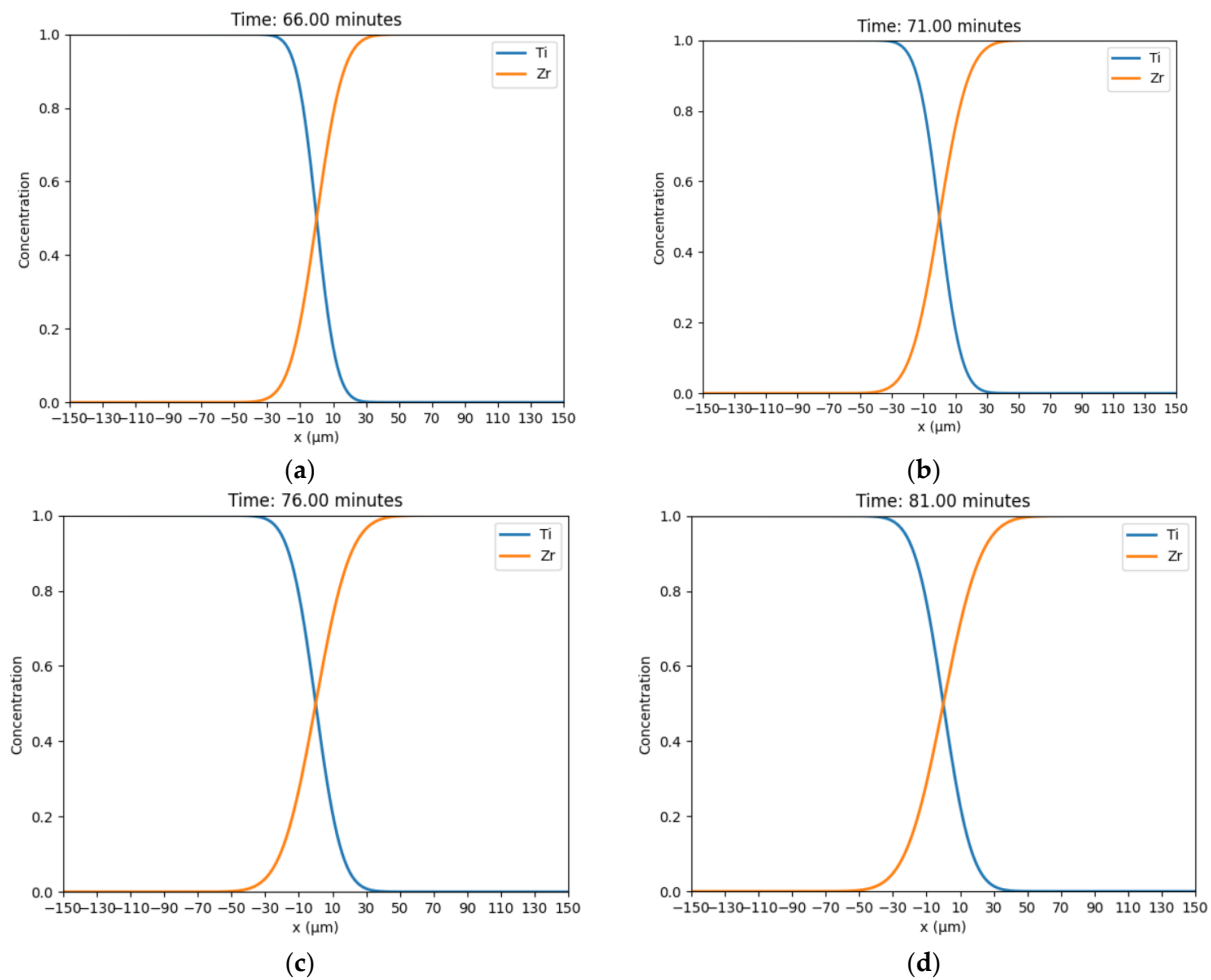 Time: 66.00 minutes
Concentration
1.0
0.8
0.6
0.4
0.2
0.0
Ti
Zr
−150−130−110 −90 −70 −50 −30 −10 10 30 50 70 90 110 130 150
x (μm)
(a)
Time: 71.00 minutes
Concentration
1.0
0.8
0.6
0.4
0.2
0.0
Ti
Zr
−150−130−110 −90 −70 −50 −30 −10 10 30 50 70 90 110 130 150
x (μm)
(b)
Time: 76.00 minutes
Concentration
1.0
0.8
0.6
0.4
0.2
0.0
Ti
Zr
−150−130−110 −90 −70 −50 −30 −10 10 30 50 70 90 110 130 150
x (μm)
(c)
Time: 81.00 minutes
Concentration
1.0
0.8
0.6
0.4
0.2
0.0
Ti
Zr
−150−130−110 −90 −70 −50 −30 −10 10 30 50 70 90 110 130 150
x (μm)
(d)